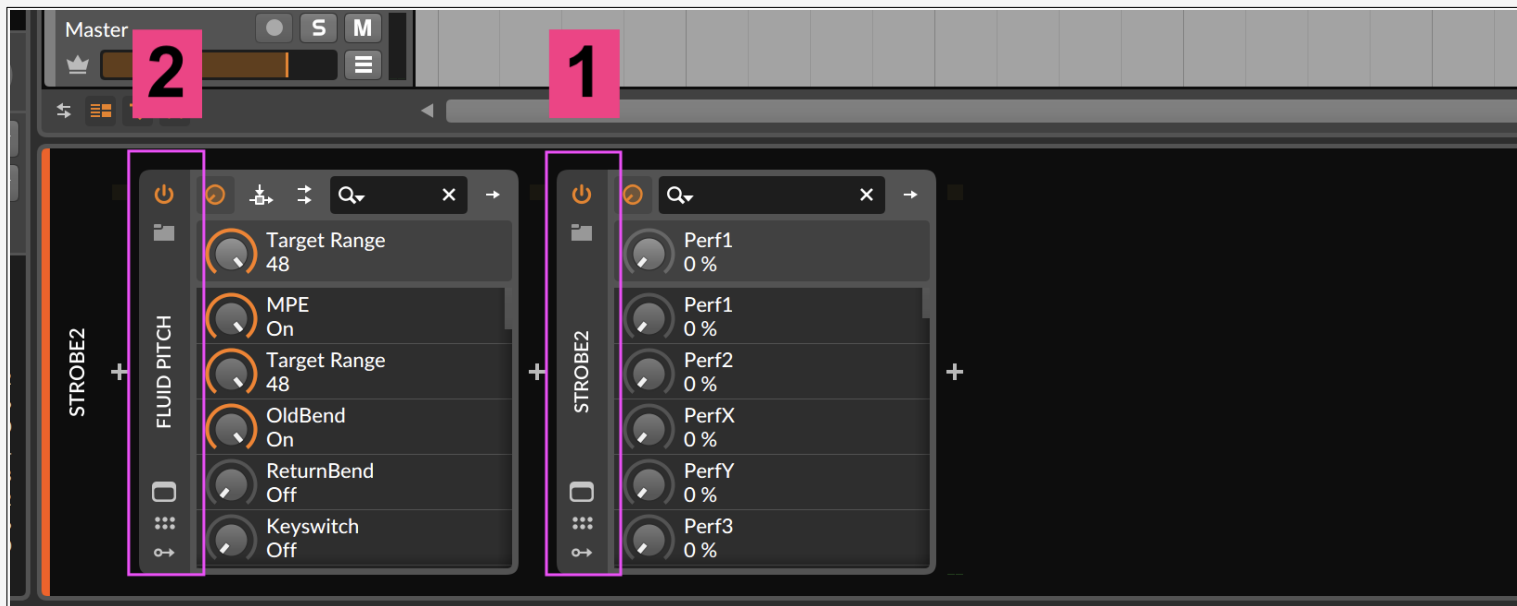 Master
S
M
2
1
STROBE2
FLUID PITCH
Target Range
48
MPE
On
Target Range
48
OldBend
On
ReturnBend
Off
Keyswitch
Off
STROBE2
Perf1
0 %
Perf1
0 %
Perf2
0 %
PerfX
0 %
PerfY
0 %
Perf3
0 %